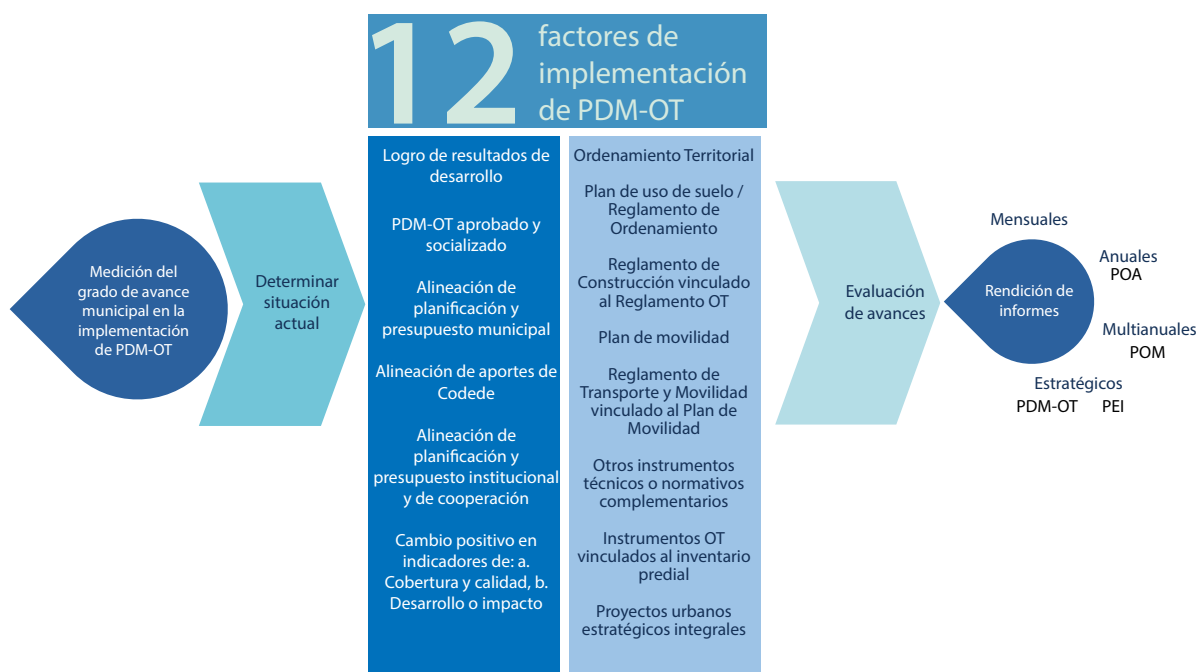 12
factores de
implementación
de PDM-OT
Medición del
grado de avance
municipal en la
implementación
de PDM-OT
Determinar
situación
actual
Logro de resultados de
desarrollo
PDM-OT aprobado y
socializado
Alineación de
planificación y
presupuesto municipal
Alineación de aportes de
Codede
Alineación de
planificación y
presupuesto institucional
y de cooperación
Cambio positivo en
indicadores de: a.
Cobertura y calidad, b.
Desarrollo o impacto
Ordenamiento Territorial
Plan de uso de suelo /
Reglamento de
Ordenamiento
Reglamento de
Construcción vinculado
al Reglamento OT
Plan de movilidad
Reglamento de
Transporte y Movilidad
vinculado al Plan de
Movilidad
Otros instrumentos
técnicos o normativos
complementarios
Instrumentos OT
vinculados al inventario
predial
Proyectos urbanos
estratégicos integrales
Evaluación
de avances
Rendición de
informes
Mensuales
Anuales
POA
Multianuales
POM
Estratégicos
PDM-OT PEI